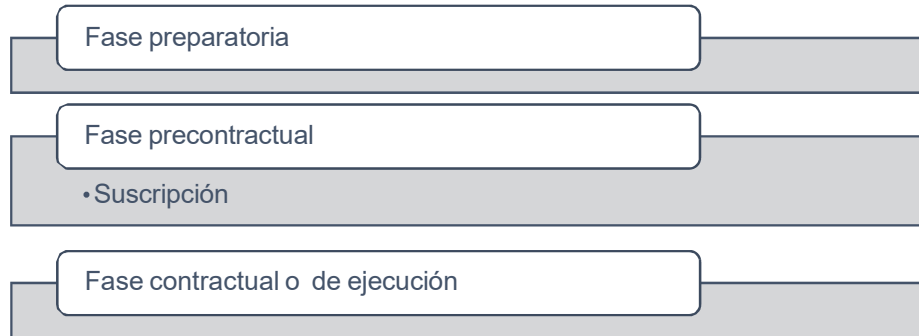 Fase preparatoria
Fase precontractual
•Suscripción
Fase contractual o de ejecución